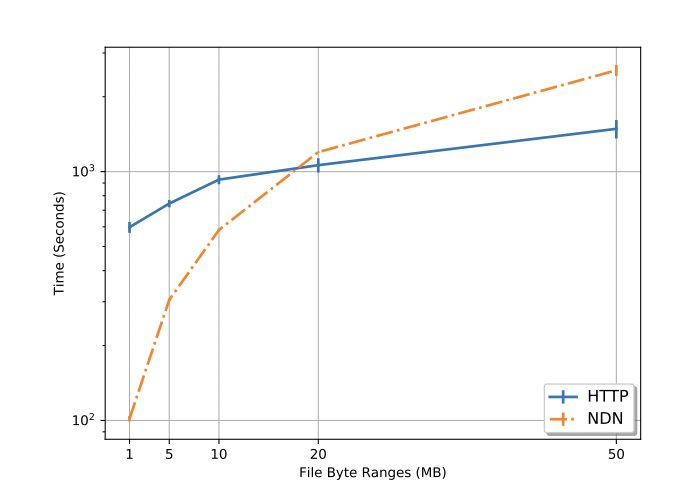 Time (Seconds)
10³
10²
1 5 10 20 50
File Byte Ranges (MB)
HTTP
NDN